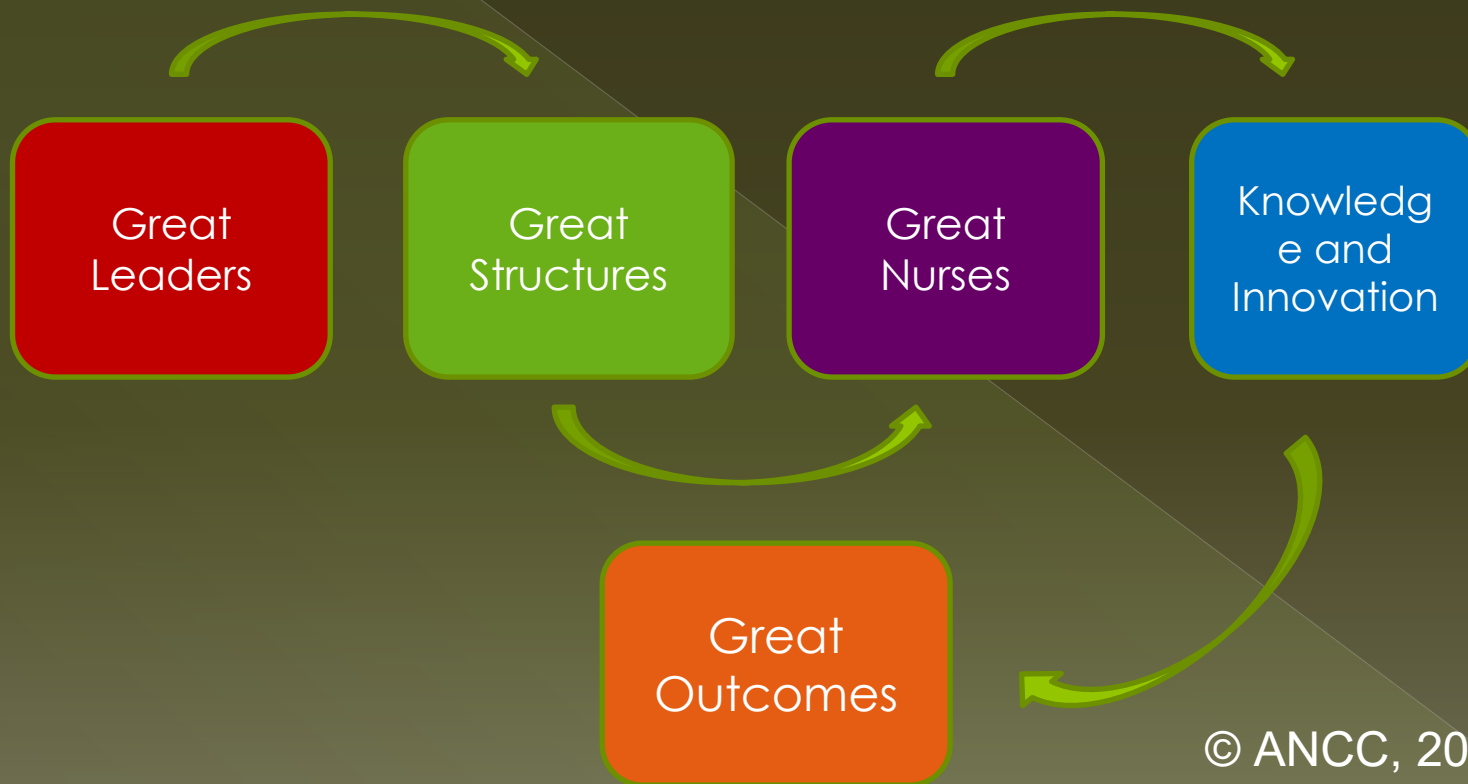 Great
Leaders
Great
Structures
Great
Nurses
Knowledg
e and
Innovation
Great
Outcomes
© ANCC, 20